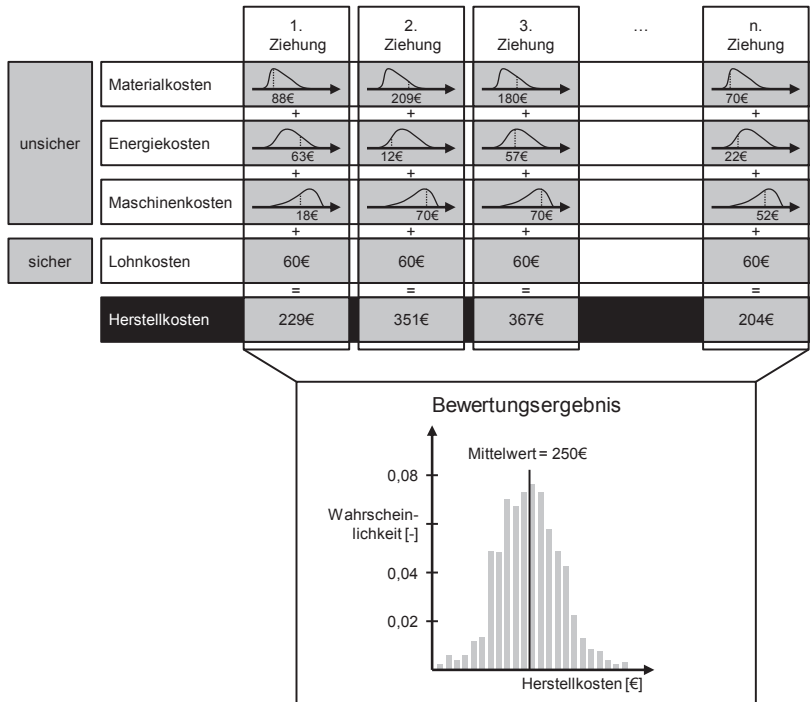 1.
Ziehung
2.
Ziehung
3.
Ziehung
...
n.
Ziehung
unsicher
Materialkosten
88€
209€
180€
70€
+
+
+
+
Energiekosten
63€
12€
57€
22€
+
+
+
+
Maschinenkosten
18€
70€
70€
52€
+
+
+
+
sicher
Lohnkosten
60€
60€
60€
60€
=
=
=
=
Herstellkosten
229€
351€
367€
204€
Bewertungsergebnis
Mittelwert = 250€
0,08
Wahrschein-
lichkeit [-]
0,04
0,02
Herstellkosten [€]